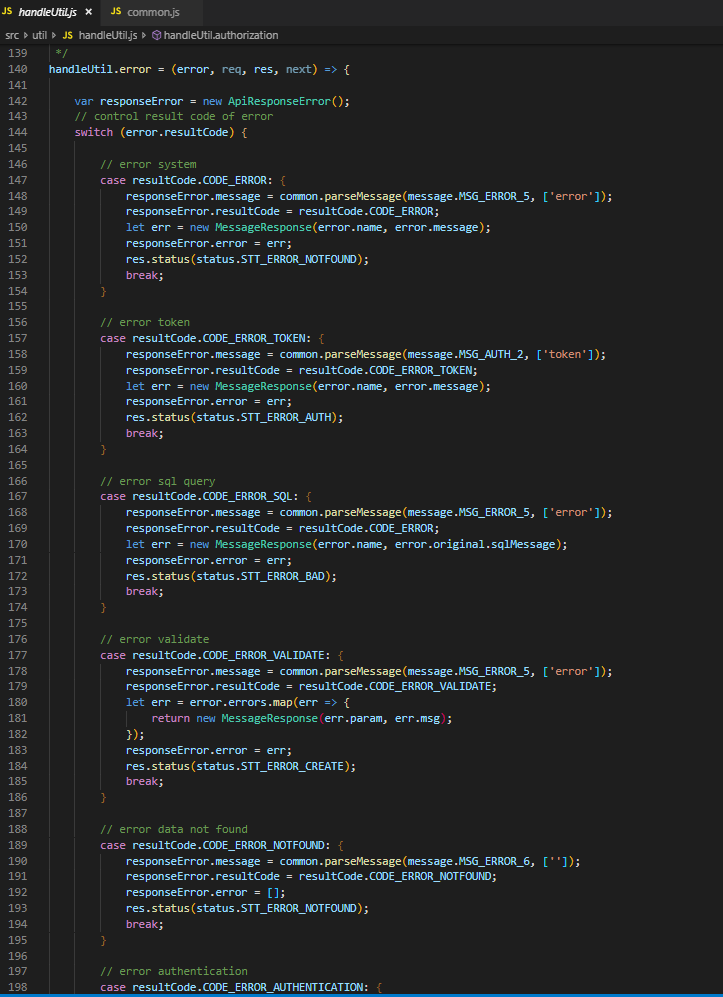 JS handleUtil.js × JS common.js
src > util > JS handleUtil.js > handleUtil.authorization
139 */
140 handleUtil.error = (error, req, res, next) => {
141
142 var responseError = new ApiResponseError();
143 // control result code of error
144 switch (error.resultCode) {
145
146 // error system
147 case resultCode.CODE_ERROR: {
148 responseError.message = common.parseMessage(message.MSG_ERROR_5, ['error']);
149 responseError.resultCode = resultCode.CODE_ERROR;
150 let err = new MessageResponse(error.name, error.message);
151 responseError.error = err;
152 res.status(status.STT_ERROR_NOTFOUND);
153 break;
154 }
155
156 // error token
157 case resultCode.CODE_ERROR_TOKEN: {
158 responseError.message = common.parseMessage(message.MSG_AUTH_2, ['token']);
159 responseError.resultCode = resultCode.CODE_ERROR_TOKEN;
160 let err = new MessageResponse(error.name, error.message);
161 responseError.error = err;
162 res.status(status.STT_ERROR_AUTH);
163 break;
164 }
165
166 // error sql query
167 case resultCode.CODE_ERROR_SQL: {
168 responseError.message = common.parseMessage(message.MSG_ERROR_5, ['error']);
169 responseError.resultCode = resultCode.CODE_ERROR;
170 let err = new MessageResponse(error.name, error.original.sqlMessage);
171 responseError.error = err;
172 res.status(status.STT_ERROR_BAD);
173 break;
174 }
175
176 // error validate
177 case resultCode.CODE_ERROR_VALIDATE: {
178 responseError.message = common.parseMessage(message.MSG_ERROR_5, ['error']);
179 responseError.resultCode = resultCode.CODE_ERROR_VALIDATE;
180 let err = error.errors.map(err => {
181 return new MessageResponse(err.param, err.msg);
182 });
183 responseError.error = err;
184 res.status(status.STT_ERROR_CREATE);
185 break;
186 }
187
188 // error data not found
189 case resultCode.CODE_ERROR_NOTFOUND: {
190 responseError.message = common.parseMessage(message.MSG_ERROR_6, ['']);
191 responseError.resultCode = resultCode.CODE_ERROR_NOTFOUND;
192 responseError.error = [];
193 res.status(status.STT_ERROR_NOTFOUND);
194 break;
195 }
196
197 // error authentication
198 case resultCode.CODE_ERROR_AUTHENTICATION: {